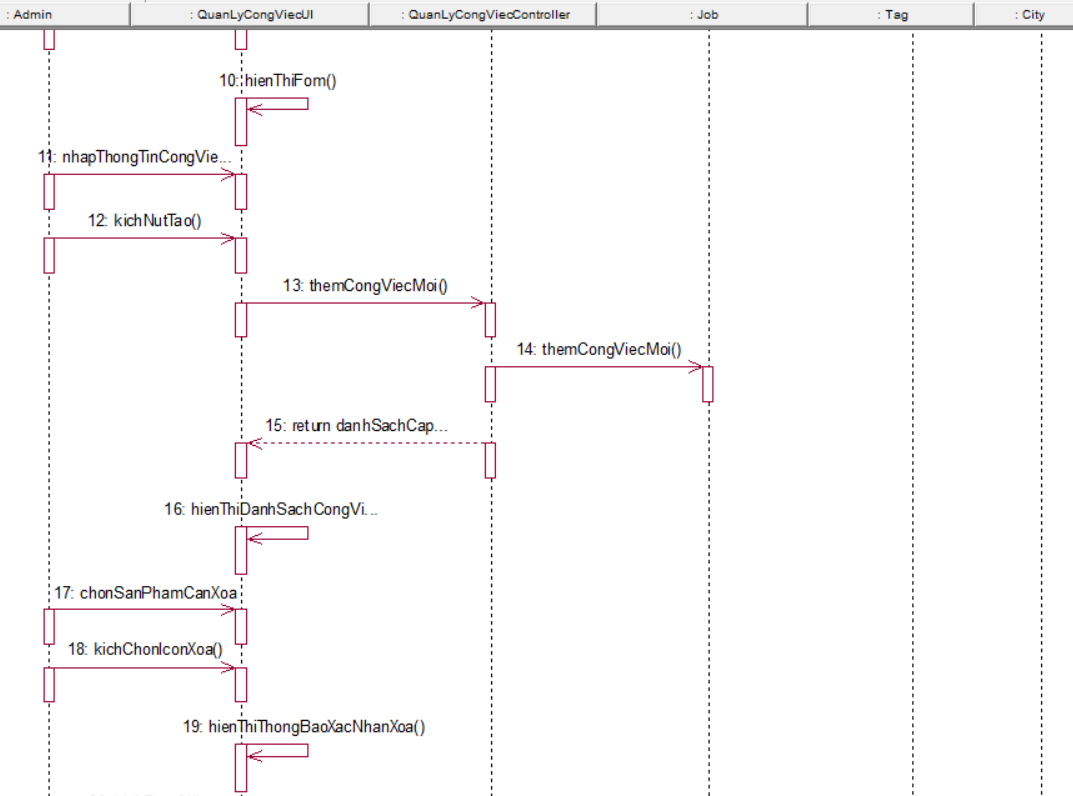 : Admin
: QuanLyCongViecUI
: QuanLyCongViecController
: Job
: Tag
: City
10: hienThiFom()
11: nhapThongTinCongVie...
12: kichNutTao()
13: themCongViecMoi()
14: themCongViecMoi()
15: return danhSachCap...
16: hienThiDanhSachCongVi...
17: chonSanPhamCanXoa
18: kichChonIconXoa()
19: hienThiThongBaoXacNhanXoa()